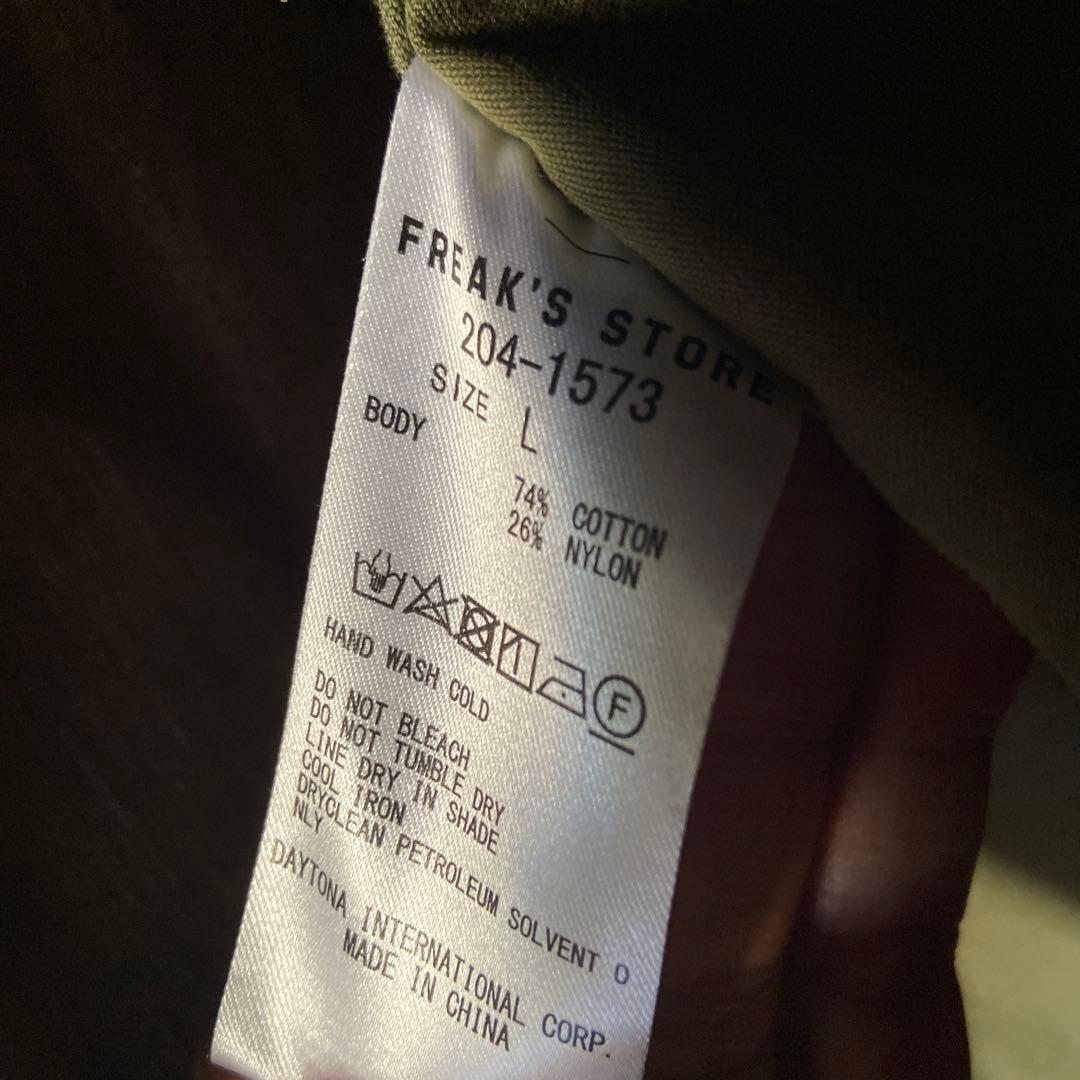 FREAK'S STORE
204-1573
SIZE L
BODY
74% COTTON
26% NYLON
F
HAND WASH COLD
DO NOT BLEACH
DO NOT TUMBLE DRY
LINE DRY IN SHADE
COOL IRON
DRYCLEAN PETROLEUM SOLVENT O
NLY
DAYTONA INTERNATIONAL CORP.
MADE IN CHINA